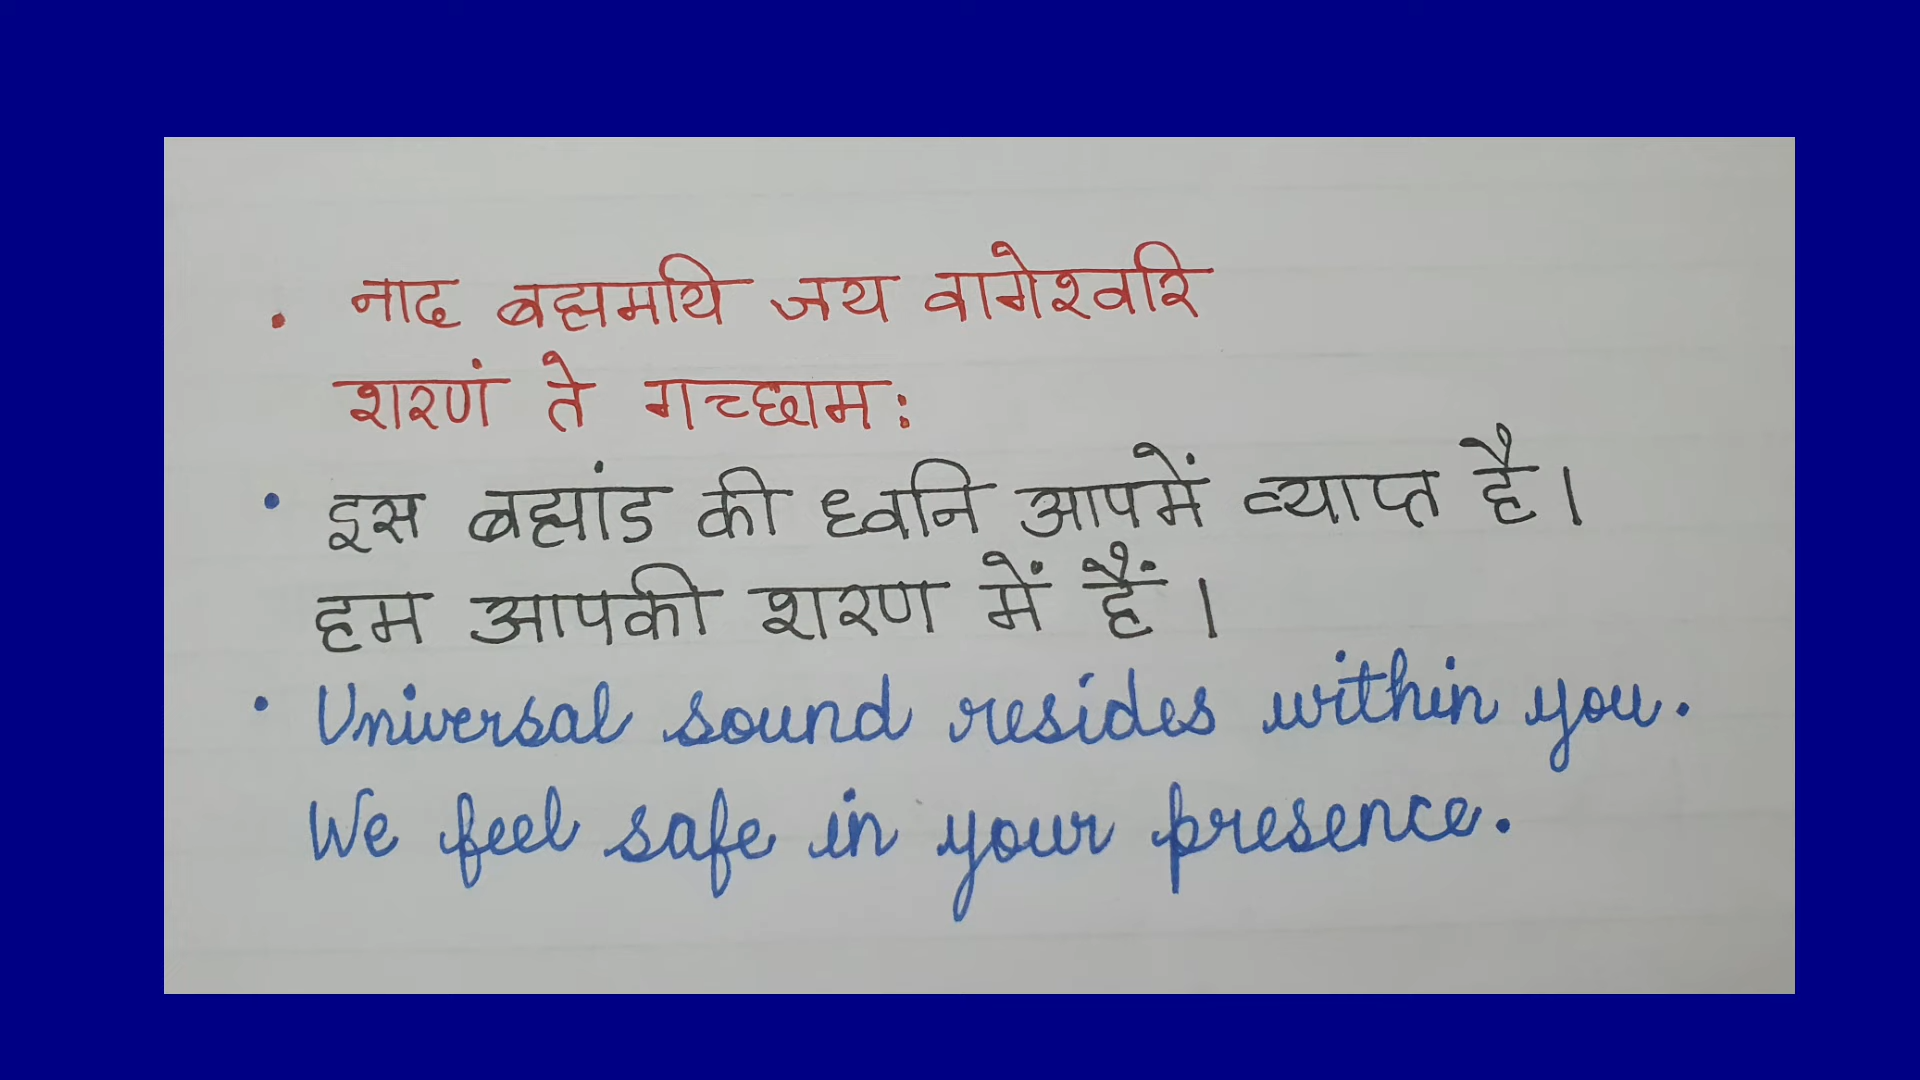 • नाद ब्रह्ममयि जय वागेश्वरि
शरणं ते गच्छाम:
• इस ब्रह्मांड की ध्वनि आपमें व्याप्त है।
हम आपकी शरण में हैं।
• Universal sound resides within you.
We feel safe in your presence.